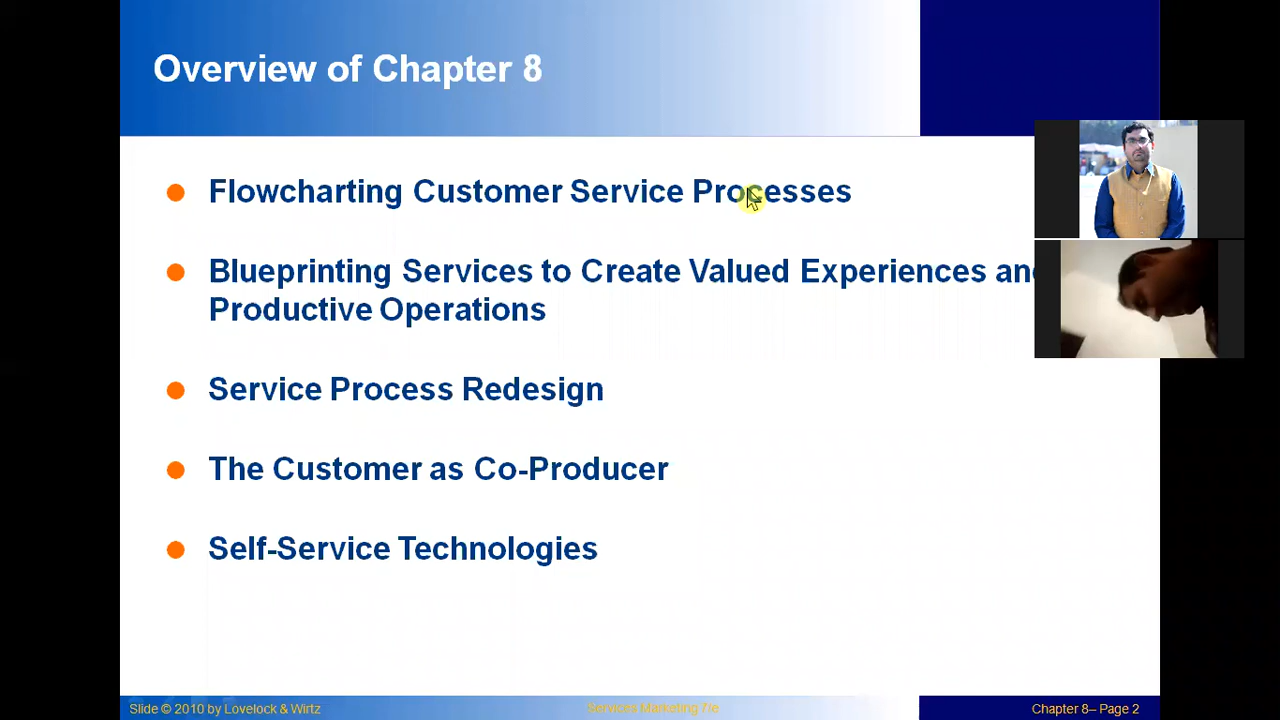 Overview of Chapter 8
Flowcharting Customer Service Processes
Blueprinting Services to Create Valued Experiences and
Productive Operations
Service Process Redesign
The Customer as Co-Producer
Self-Service Technologies
Slide © 2010 by Lovelock & Wirtz
Services Marketing 7/e
Chapter 8– Page 2